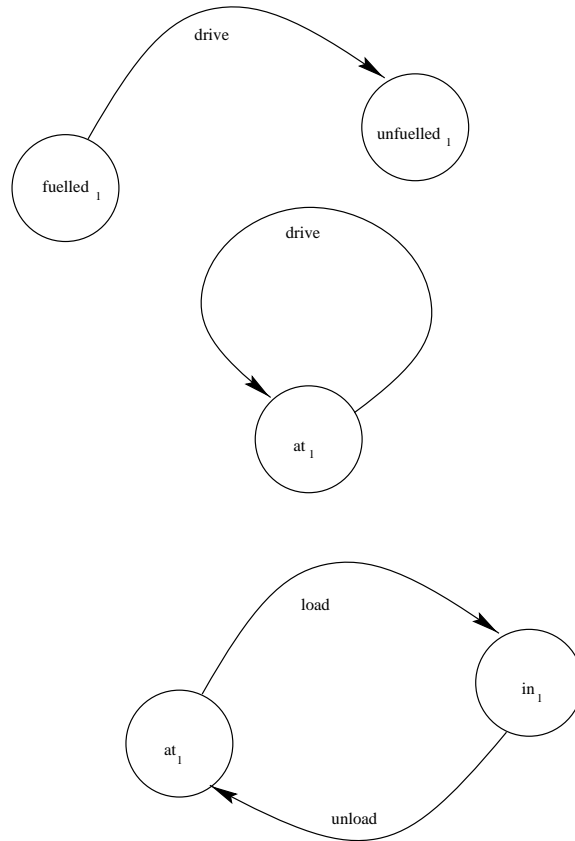 drive
unfuelled 1
fuelled 1
drive
at 1
load
in 1
at 1
unload